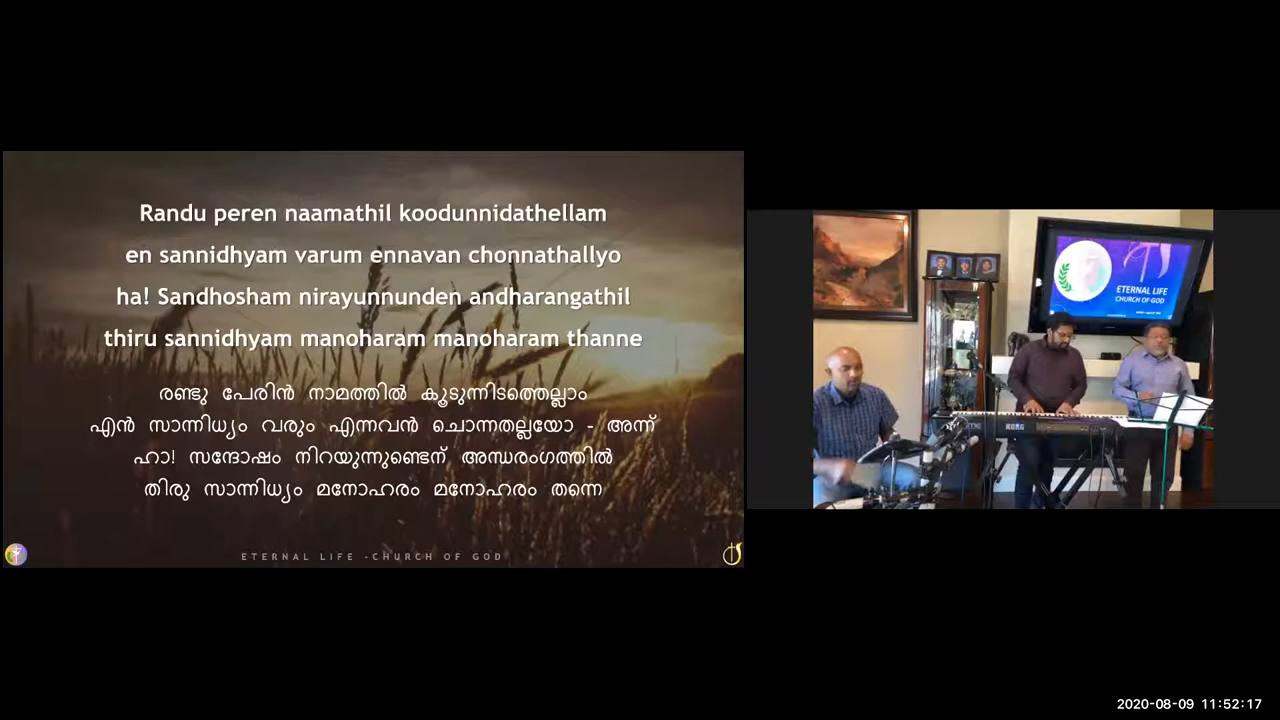 Randu peren naamathil koodunnidathellam
en sannidhyam varum ennavan chonnathallyo
ha! Sandhosham nirayunnunden andharangathil
thiru sannidhyam manoharam manoharam thanne
രണ്ടു പേരിൻ നാമത്തിൽ കൂടുന്നിടത്തെല്ലാം
എൻ സാന്നിധ്യം വരും എന്നവൻ ചൊന്നതല്ലയോ - അന്ന്
ഹാ! സന്ദോഷം നിറയുന്നുണ്ടെന് അന്ധരംഗത്തിൽ
തിരു സാന്നിധ്യം മനോഹരം മനോഹരം തന്നെ
ETERNAL LIFE -CHURCH OF GOD
ETERNAL LIFE
CHURCH OF GOD
KORG
2020-08-09 11:52:17